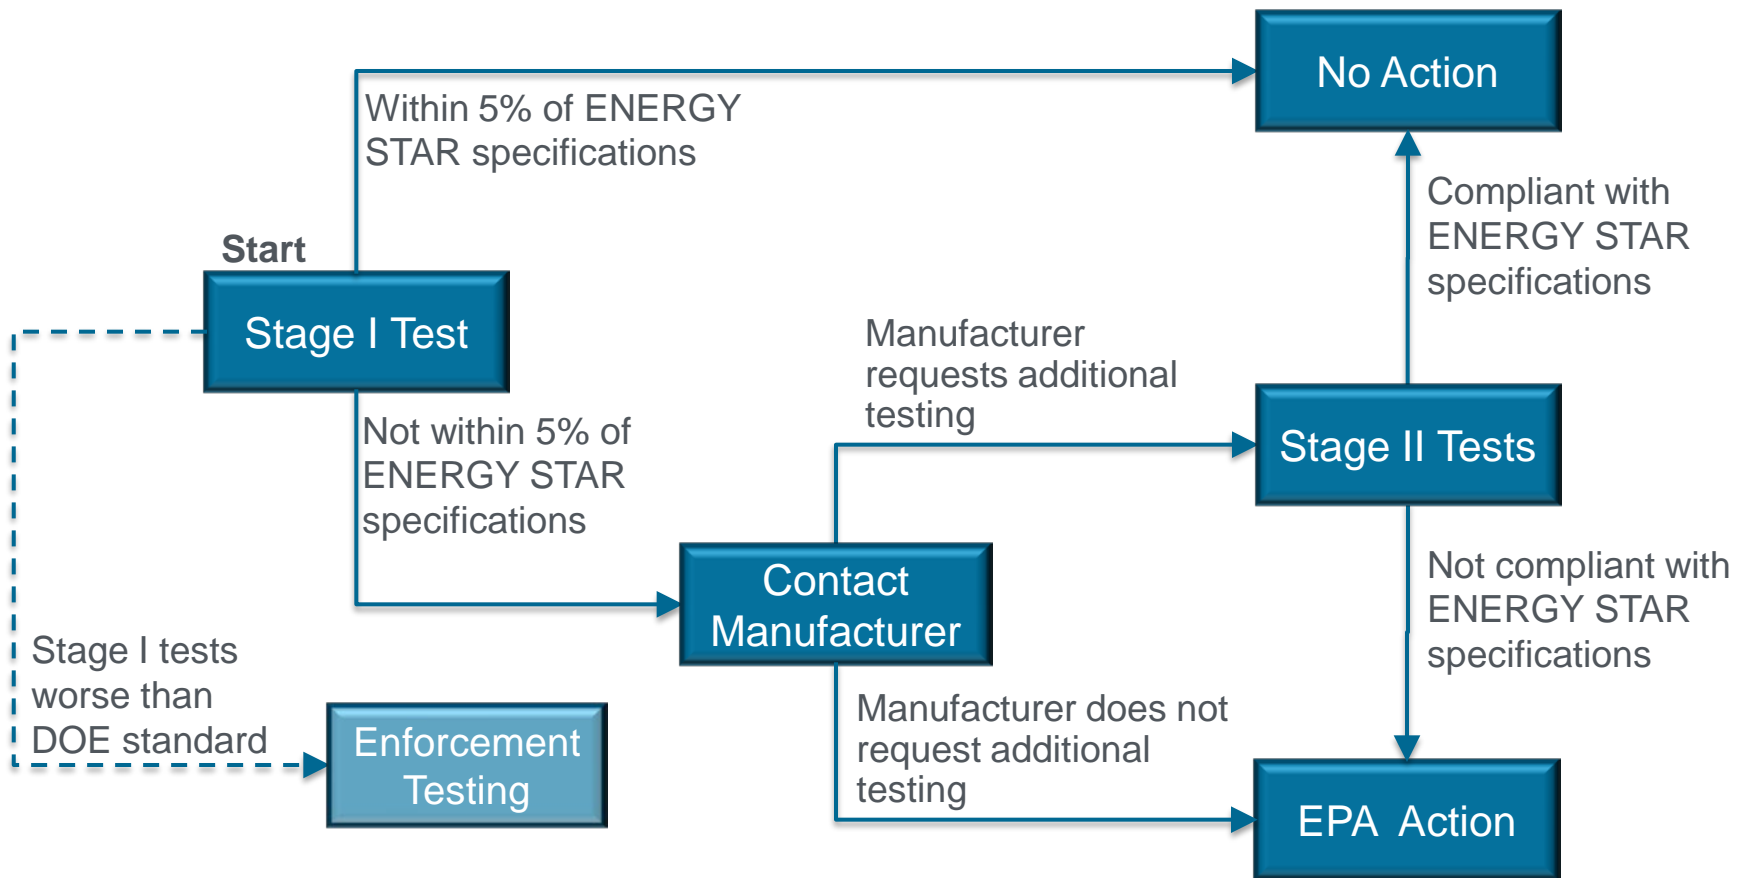 No Action
Within 5% of ENERGY
STAR specifications
Compliant with
ENERGY STAR
specifications
Start
Stage I Test
Manufacturer
requests additional
testing
Not within 5% of
ENERGY STAR
specifications
Stage II Tests
Contact
Manufacturer
Not compliant with
ENERGY STAR
specifications
Stage I tests
worse than
DOE standard
Enforcement
Testing
Manufacturer does not
request additional
testing
EPA Action